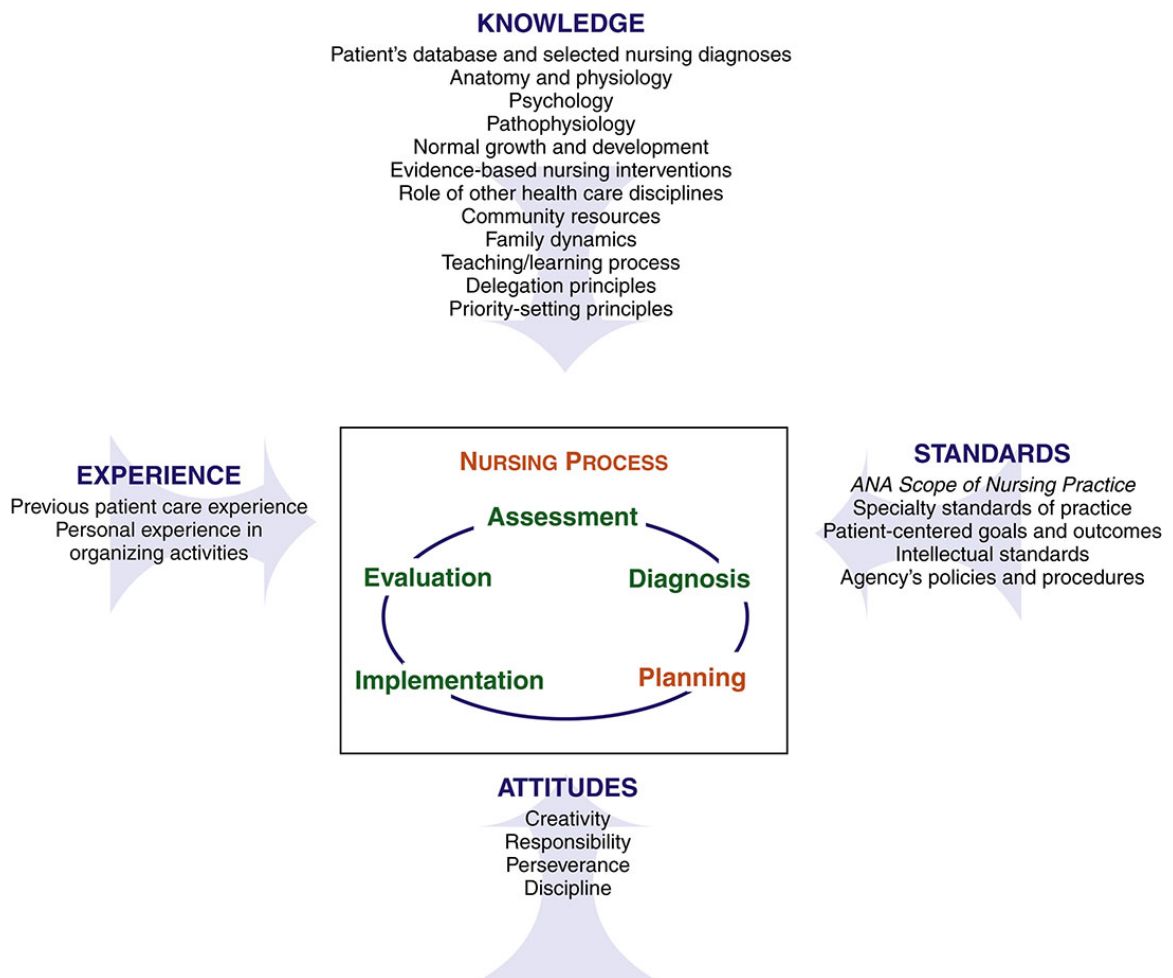 KNOWLEDGE
Patient's database and selected nursing diagnoses
Anatomy and physiology
Psychology
Pathophysiology
Normal growth and development
Evidence-based nursing interventions
Role of other health care disciplines
Community resources
Family dynamics
Teaching/learning process
Delegation principles
Priority-setting principles
EXPERIENCE
Previous patient care experience
Personal experience in
organizing activities
NURSING PROCESS
Assessment
Evaluation
Diagnosis
Implementation
Planning
STANDARDS
ANA Scope of Nursing Practice
Specialty standards of practice
Patient-centered goals and outcomes
Intellectual standards
Agency's policies and procedures
ATTITUDES
Creativity
Responsibility
Perseverance
Discipline